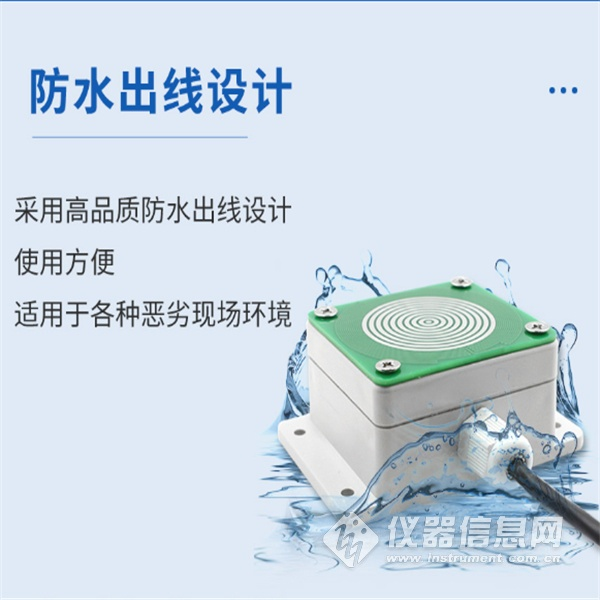 防水出线设计
采用高品质防水出线设计
使用方便
适用于各种恶劣现场环境
仪器信息网
www.instrument.com.cn